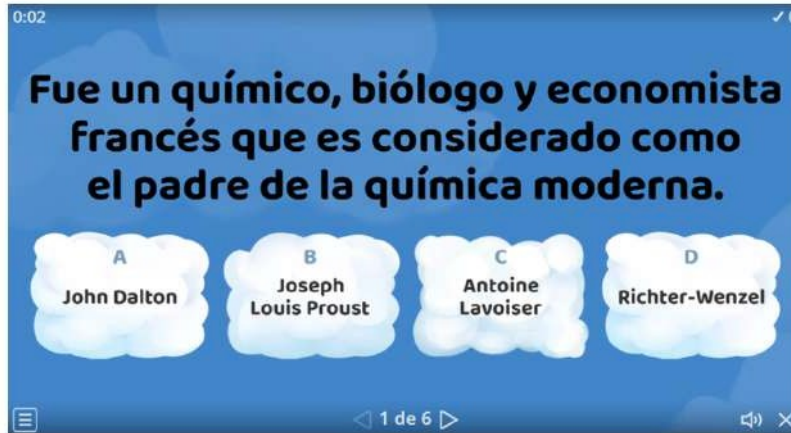 0:02
Fue un químico, biólogo y economista
francés que es considerado como
el padre de la química moderna.
A
John Dalton
B
Joseph
Louis Proust
C
Antoine
Lavoiser
D
Richter-Wenzel
1 de 6